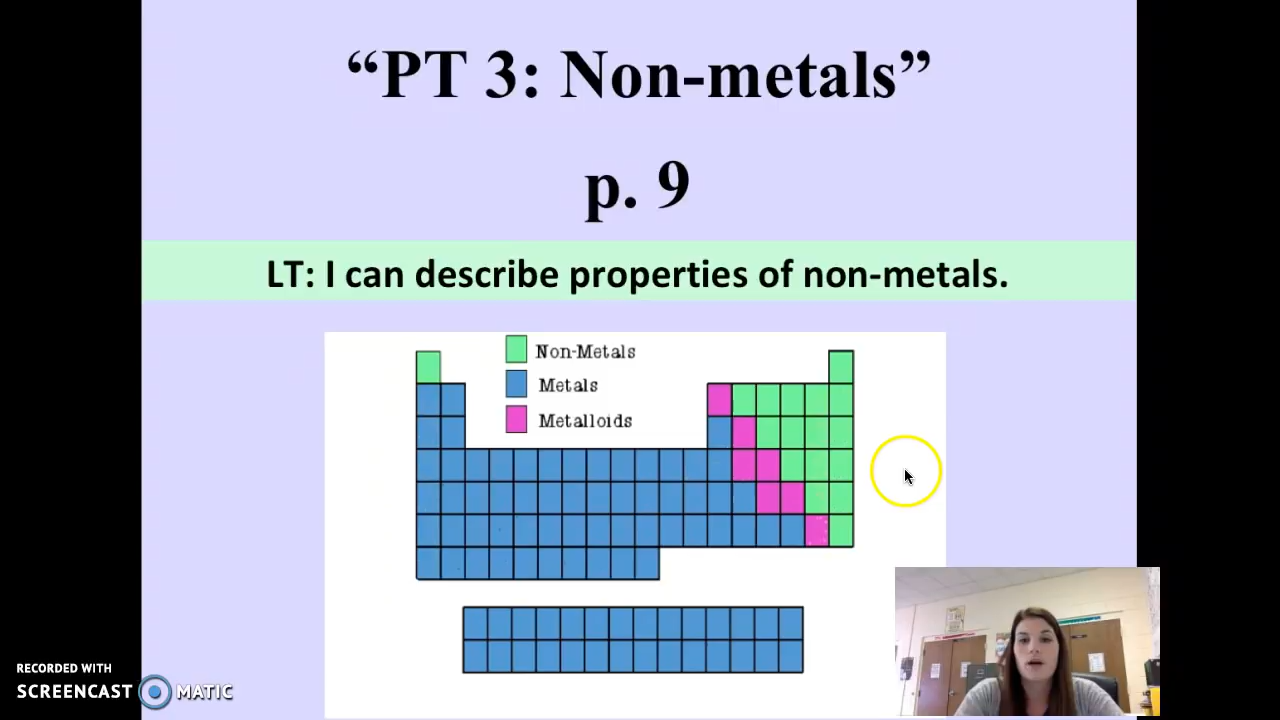 “PT 3: Non-metals”
p. 9
LT: I can describe properties of non-metals.
Non-Metals
Metals
Metalloids
RECORDED WITH
SCREENCAST MATIC